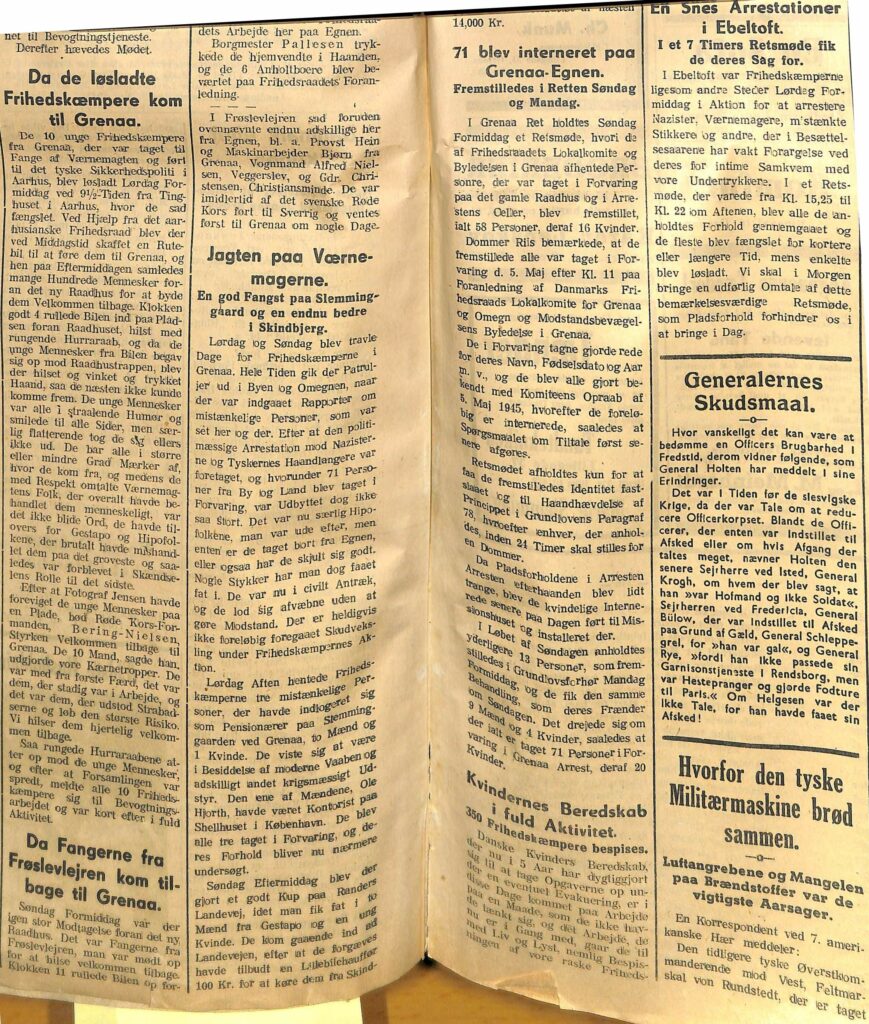 net til Bevogtningstjeneste.
Derefter hævedes Mødet.
Da de løsladte
Frihedskæmpere kom
til Grenaa.
De 10 unge Frihedskæmpere
fra Grenaa, der var taget til
Fange af Værnemagten og ført
til det tyske Sikkerhedspoliti i
Aarhus, blev løsladt Lørdag For-
middag ved 9½-Tiden fra Ting-
huset i Aarhus, hvor de sad
fængslet. Ved Hjælp fra det aar-
husianske Frihedsraad blev der
ved Middagstid skaffet en Rute-
bil til at føre dem til Grenaa, og
hen paa Eftermiddagen samledes
mange Hundrede Mennesker for-
an det ny Raadhus for at byde
dem Velkommen tilbage. Klokken
godt 4 rullede Bilen ind paa Plad-
sen foran Raadhuset, hilst med
rungende Hurraraab, og da de
unge Mennesker fra Bilen begav
sig op mod Raadhustrappen, blev
der hilset og vinket og trykket
Haand, saa de næsten ikke kunde
komme frem. De unge Mennesker
var alle i straalende Humør og
smilede til alle Sider, men sær-
lig flatterende tog de sig ellers
ikke ud. De bar alle i større
eller mindre Grad Mærker af,
hvor de kom fra, og medens de
med Respekt omtalte Værnemag-
tens Folk, der overalt havde be-
handlet dem menneskeligt, var
det ikke blide Ord, de havde til-
overs for Gestapo og Hipofol-
kene, der brutalt havde mishand-
let dem paa det groveste og saa-
ledes var forblevet i Skændse-
lens Rolle til det sidste.
Efter at Fotograf Jensen havde
foreviget de unge Mennesker paa
en Plade, bød Røde Kors-For-
manden, Bering-Nielsen,
Styrken Velkommen tilbage til
Grenaa. De 10 Mand, sagde han,
udgjorde vore Kærnetropper. De
var med fra første Færd, det var
dem, der stadig var i Arbejde, og
det var dem, der udstod Strabad-
serne og løb den største Risiko.
Vi hilser dem hjertelig velkom-
men tilbage.
Saa rungede Hurraraabene at-
ter op mod de unge Mennesker,
og efter at Forsamlingen var
spredt, meldte alle 10 Friheds-
kæmpere sig til Bevogtnings-
arbejdet og var kort efter i fuld
Aktivitet.
Da Fangerne fra
Frøslevlejren kom til-
bage til Grenaa.
Søndag Formiddag var der
igen stor Modtagelse foran det ny
Raadhus. Det var Fangerne fra
Frøslevlejren, man var mødt op
for at hilse velkommen tilbage.
Klokken 11 rullede Bilen op for-
dets Arbejde her paa Egnen.
Borgmester Pallesen tryk-
kede de hjemvendte i Haanden,
og de 6 Anholtboere blev be-
værtet paa Frihedsraadets Foran-
ledning.
I Frøslevlejren sad foruden
ovennævnte endnu adskillige her
fra Egnen, bl. a. Provst Hein
og Maskinarbejder Bjørn fra
Grenaa, Vognmand Alfred Niel-
sen, Veggerslev, og Gdr. Chri-
stensen, Christiansminde. De var
imidlertid af det svenske Røde
Kors ført til Sverrig og ventes
først til Grenaa om nogle Dage.
Jagten paa Værne-
magerne.
En god Fangst paa Slemming-
gaard og en endnu bedre
i Skindbjerg.
Lørdag og Søndag blev travle
Dage for Frihedskæmperne i
Grenaa. Hele Tiden gik der Patrul-
jer ud i Byen og Omegnen, naar
der var indgaaet Rapporter om
mistænkelige Personer, som var
set her og der. Efter at den politi-
mæssige Arrestation mod Nazister-
ne og Tyskernes Haandlangere var
foretaget, og hvorunder 71 Perso-
ner fra By og Land blev taget i
Forvaring, var Udbyttet dog ikke
saa stort. Det var nu særlig Hipo-
folkene, man var ude efter, men
enten er de taget bort fra Egnen,
eller ogsaa har de skjult sig godt.
Nogle Stykker har man dog faaet
fat i. De var nu i civilt Antræk,
og de lod sig afvæbne uden at
gøre Modstand. Der er heldigvis
ikke foreløbig foregaaet Skudveks-
ling under Frihedskæmpernes Ak-
tion.
Lørdag Aften hentede Friheds-
kæmperne tre mistænkelige Per-
soner, der havde indlogeret sig
som Pensionærer paa Slemming-
gaarden ved Grenaa, to Mænd og
1 Kvinde. De viste sig at være
i Besiddelse af moderne Vaaben og
adskilligt andet krigsmæssigt Ud-
styr. Den ene af Mændene, Ole
Hjorth, havde været Kontorist paa
Shellhuset i København. De blev
alle tre taget i Forvaring, og de-
res Forhold bliver nu nærmere
undersøgt.
Søndag Eftermiddag blev der
gjort et godt Kup paa Randers
Landevej, idet man fik fat i to
Mænd fra Gestapo og en ung
Kvinde. De kom gaaende ind ad
Landevejen, efter at de forgæves
havde tilbudt en Lillebilchauffør
100 Kr. for at køre dem fra Skind-
14,000 Kr.
71 blev interneret paa
Grenaa-Egnen.
Fremstilledes i Retten Søndag
og Mandag.
I Grenaa Ret holdtes Søndag
Formiddag et Retsmøde, hvori de
af Frihedsraadets Lokalkomite og
Byledelsen i Grenaa afhentede Per-
sonre, der var taget i Forvaring
paa det gamle Raadhus og i Arre-
stens Celler, blev fremstillet,
ialt 58 Personer, deraf 16 Kvinder.
Dommer Riis bemærkede, at de
fremstillede alle var taget i For-
varing d. 5. Maj efter Kl. 11 paa
Foranledning af Danmarks Fri-
hedsraads Lokalkomite for Grenaa
og Omegn og Modstandsbevægel-
sens Byledelse i Grenaa.
De i Forvaring tagne gjorde rede
for deres Navn, Fødselsdato og Aar
m. v., og de blev alle gjort be-
kendt med Komiteens Opraab af
5. Maj 1945, hvorefter de foreløb-
ig er internerede, saaledes at
Spørgsmaalet om Tiltale først se-
nere afgøres.
Retsmødet afholdtes kun for at
faa de fremstilledes Identitet fast-
slaaet og til Haandhævdelse af
Princippet i Grundlovens Paragraf
78, hvorefter enhver, der anhol-
des, inden 24 Timer skal stilles for
en Dommer.
Da Pladsforholdene i Arresten
Arresten efterhaanden blev lidt
trange, blev de kvindelige Interne-
rede senere paa Dagen ført til Mis-
sionshuset og installeret der.
I Løbet af Søndagen anholdtes
yderligere 13 Personer, som frem-
stilledes i Grundlovsforhør Mandag
Formiddag, og de fik den samme
Behandling, som deres Frænder
om Søndagen. Det drejede sig om
9 Mænd og 4 Kvinder, saaledes at
der ialt er taget 71 Personer i For-
varing i Grenaa Arrest, deraf 20
Kvinder.
Kvindernes Beredskab
i fuld Aktivitet.
350 Frihedskæmpere bespises.
Danske Kvinders Beredskab,
der nu i 5 Aar har dygtiggjort
sig til at tage Opgaverne op un-
der en eventuel Evakuering, er i
disse Dage kommet paa Arbejde
paa en Maade, som de ikke hav-
de tænkt sig, og det Arbejde, de
nu er i Gang med, gaar de til
med Liv og Lyst, nemlig Bespis-
ningen af vore raske Friheds-
En Snes Arrestationer
i Ebeltoft.
I et 7 Timers Retsmøde fik
de deres Sag for.
I Ebeltoft var Frihedskæmperne
ligesom andre Steder Lørdag For-
middag i Aktion for at arrestere
Nazister, Værnemagere, mistænkte
Stikkere og andre, der i Besættel-
sesaarene har vakt Forargelse ved
deres for intime Samkvem med
vore Undertrykkere. I et Rets-
møde, der varede fra Kl. 15,25 til
Kl. 22 om Aftenen, blev alle de an-
holdtes Forhold gennemgaaet og
de fleste blev fængslet for kortere
eller længere Tid, mens enkelte
blev løsladt. Vi skal i Morgen
bringe en udførlig Omtale af dette
bemærkelsesværdige Retsmøde,
som Pladsforhold forhindrer os i
at bringe i Dag.
Generalernes
Skudsmaal.
Hvor vanskeligt det kan være at
bedømme en Officers Brugbarhed i
Fredstid, derom vidner følgende, som
General Holten har meddelt i sine
Erindringer.
Det var i Tiden før de slesvigske
Krige, da der var Tale om at redu-
cere Officerkorpset. Blandt de Offi-
cerer, der enten var Indstillet til
Afsked eller om hvis Afgang der
taltes meget, nævner Holten den
senere Sejrherre ved Isted, General
Krogh, om hvem der blev sagt, at
han »var Hofmand og ikke Soldat«,
Sejrherren ved Fredericia, General
Bülow, der var Indstillet til Afsked
paa Grund af Gæld, General Schleppe-
grel, for »han var gal«, og General
Rye, »fordi han ikke passede sin
Garnisonstjeneste i Rendsborg, men
var Hestepranger og gjorde Fodture
til Paris.« Om Helgesen var der
ikke Tale, for han havde faaet sin
Afsked!
Hvorfor den tyske
Militærmaskine brød
sammen.
Luftangrebene og Mangelen
paa Brændstoffer var de
vigtigste Aarsager.
En Korrespondent ved 7. ameri-
kanske Hær meddeler:
Den tidligere tyske Øverstkom-
manderende mod Vest, Feltmar-
skal von Rundstedt, der er taget